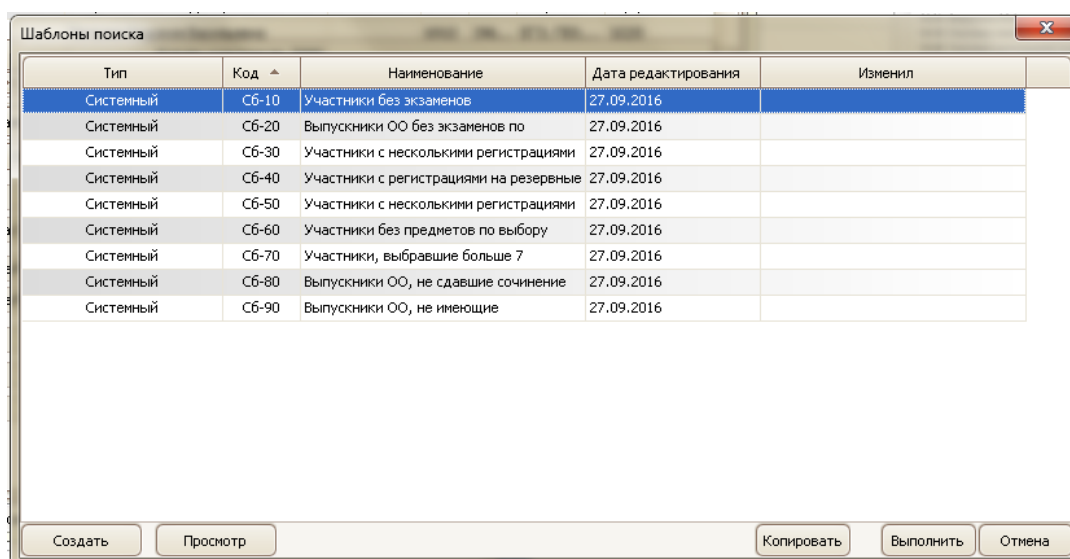 Шаблоны поиска
Тип Код Наименование Дата редактирования Изменил
Системный Сб-10 Участники без экзаменов 27.09.2016
Системный Сб-20 Выпускники ОО без экзаменов по 27.09.2016
Системный Сб-30 Участники с несколькими регистрациями 27.09.2016
Системный Сб-40 Участники с регистрациями на резервные 27.09.2016
Системный Сб-50 Участники с несколькими регистрациями 27.09.2016
Системный Сб-60 Участники без предметов по выбору 27.09.2016
Системный Сб-70 Участники, выбравшие больше 7 27.09.2016
Системный Сб-80 Выпускники ОО, не сдавшие сочинение 27.09.2016
Системный Сб-90 Выпускники ОО, не имеющие 27.09.2016
Создать Просмотр Копировать Выполнить Отмена